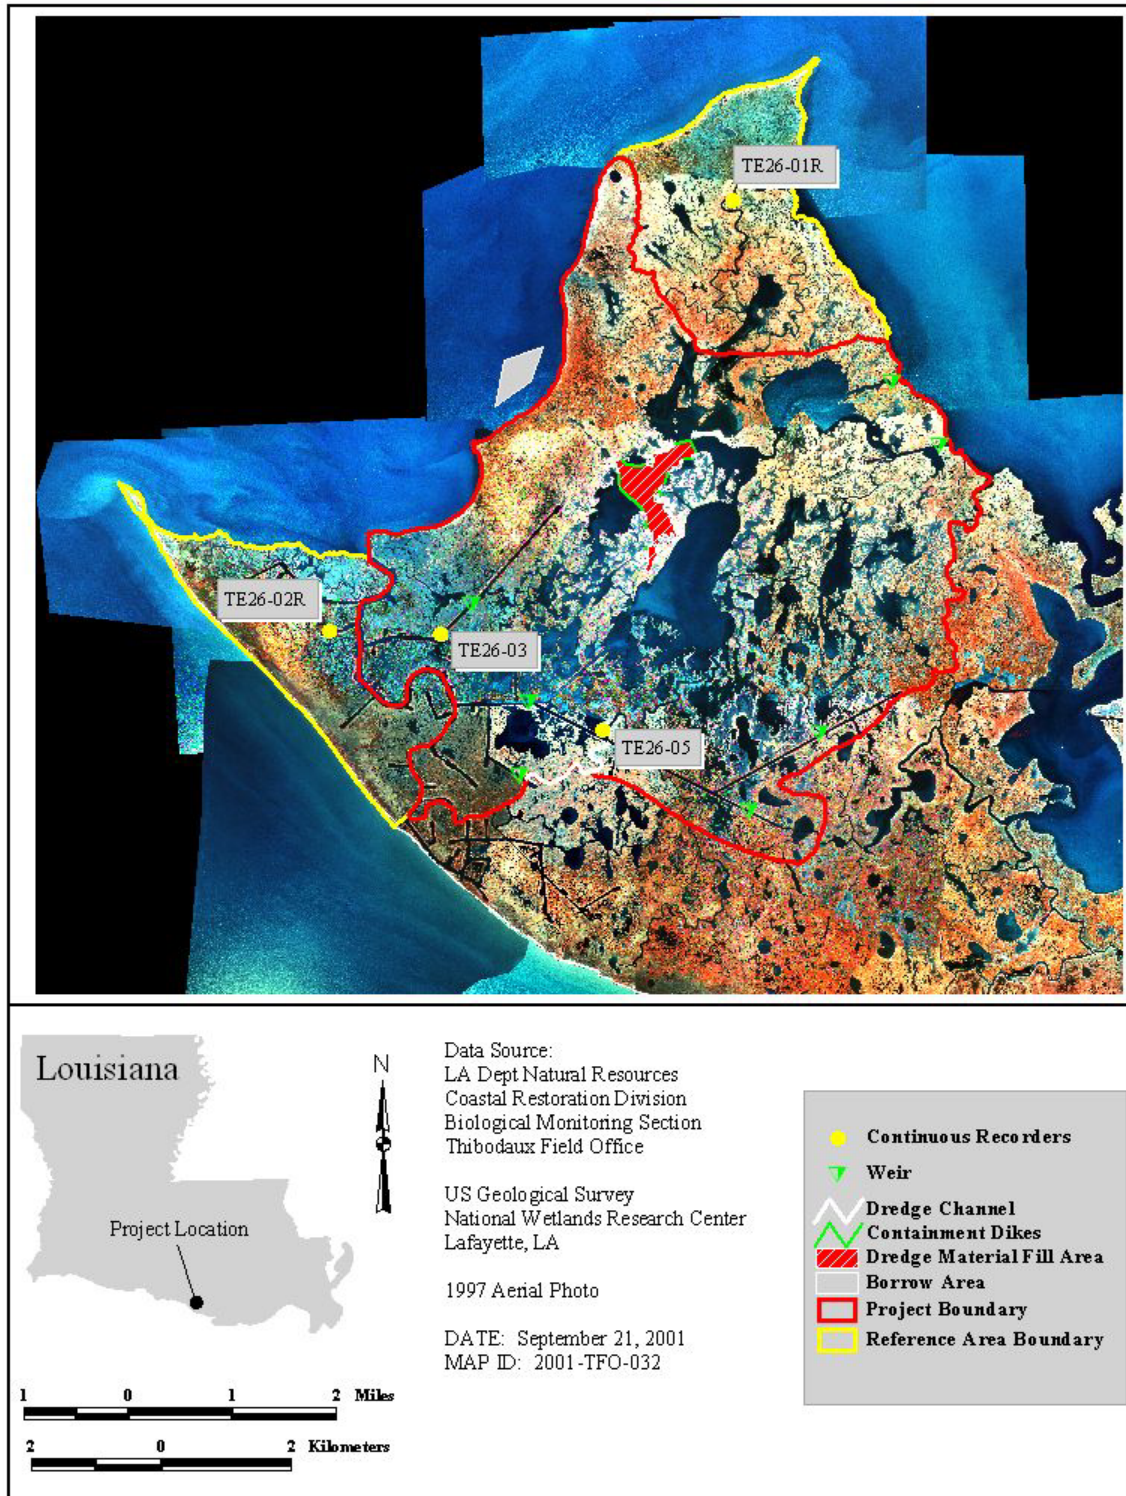 TE26-01R
TE26-02R
TE26-03
TE26-05
Louisiana
Project Location
N
Data Source:
LA Dept Natural Resources
Coastal Restoration Division
Biological Monitoring Section
Thibodaux Field Office
US Geological Survey
National Wetlands Research Center
Lafayette, LA
1997 Aerial Photo
DATE: September 21, 2001
MAP ID: 2001-TFO-032
Continuous Recorders
Weir
Dredge Channel
Containment Dikes
Dredge Material Fill Area
Borrow Area
Project Boundary
Reference Area Boundary
1 0 1 2 Miles
2 0 2 Kilometers